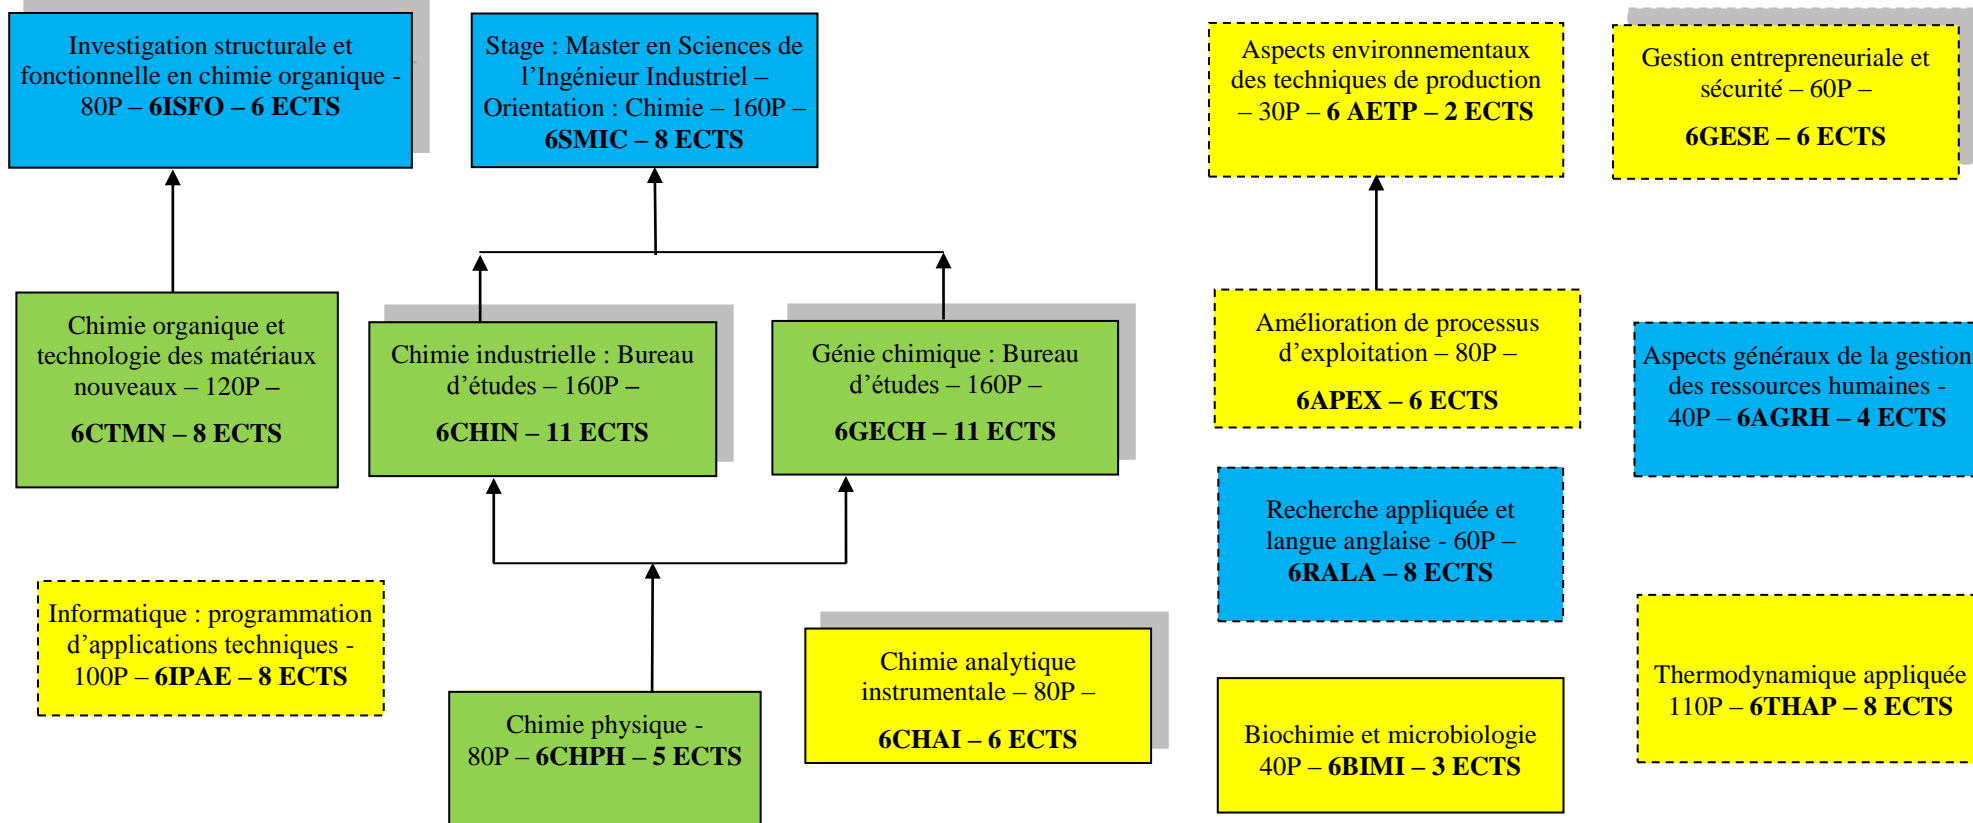 Investigation structurale et
fonctionnelle en chimie organique -
80P – 6ISFO – 6 ECTS
Stage : Master en Sciences de
l’Ingénieur Industriel –
Orientation : Chimie – 160P –
6SMIC – 8 ECTS
Aspects environnementaux
des techniques de production
– 30P – 6 AETP – 2 ECTS
Gestion entrepreneuriale et
sécurité – 60P –
6GESE – 6 ECTS
Chimie organique et
technologie des matériaux
nouveaux – 120P –
6CTMN – 8 ECTS
Chimie industrielle : Bureau
d’études – 160P –
6CHIN – 11 ECTS
Génie chimique : Bureau
d’études – 160P –
6GECH – 11 ECTS
Amélioration de processus
d’exploitation – 80P –
6APEX – 6 ECTS
Aspects généraux de la gestion
des ressources humaines -
40P – 6AGRH – 4 ECTS
Recherche appliquée et
langue anglaise - 60P –
6RALA – 8 ECTS
Informatique : programmation
d’applications techniques -
100P – 6IPAE – 8 ECTS
Chimie physique -
80P – 6CHPH – 5 ECTS
Chimie analytique
instrumentale – 80P –
6CHAI – 6 ECTS
Biochimie et microbiologie
40P – 6BIMI – 3 ECTS
Thermodynamique appliquée
110P – 6THAP – 8 ECTS